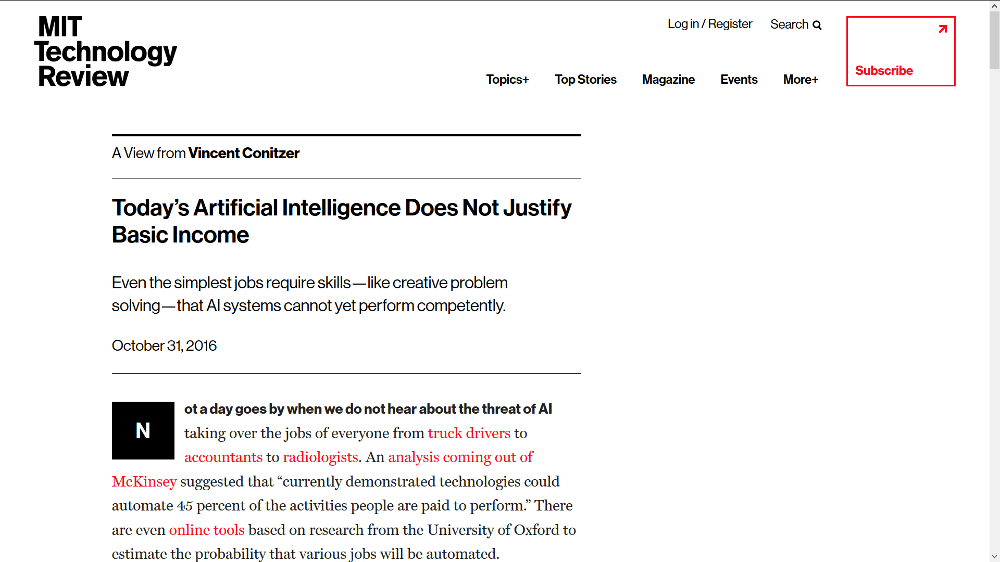 MIT
Technology
Review
Log in / Register
Search
Subscribe
Topics+
Top Stories
Magazine
Events
More+
A View from Vincent Conitzer
Today’s Artificial Intelligence Does Not Justify
Basic Income
Even the simplest jobs require skills—like creative problem
solving—that AI systems cannot yet perform competently.
October 31, 2016
Not a day goes by when we do not hear about the threat of AI
taking over the jobs of everyone from truck drivers to
accountants to radiologists. An analysis coming out of
McKinsey suggested that “currently demonstrated technologies could
automate 45 percent of the activities people are paid to perform.” There
are even online tools based on research from the University of Oxford to
estimate the probability that various jobs will be automated.